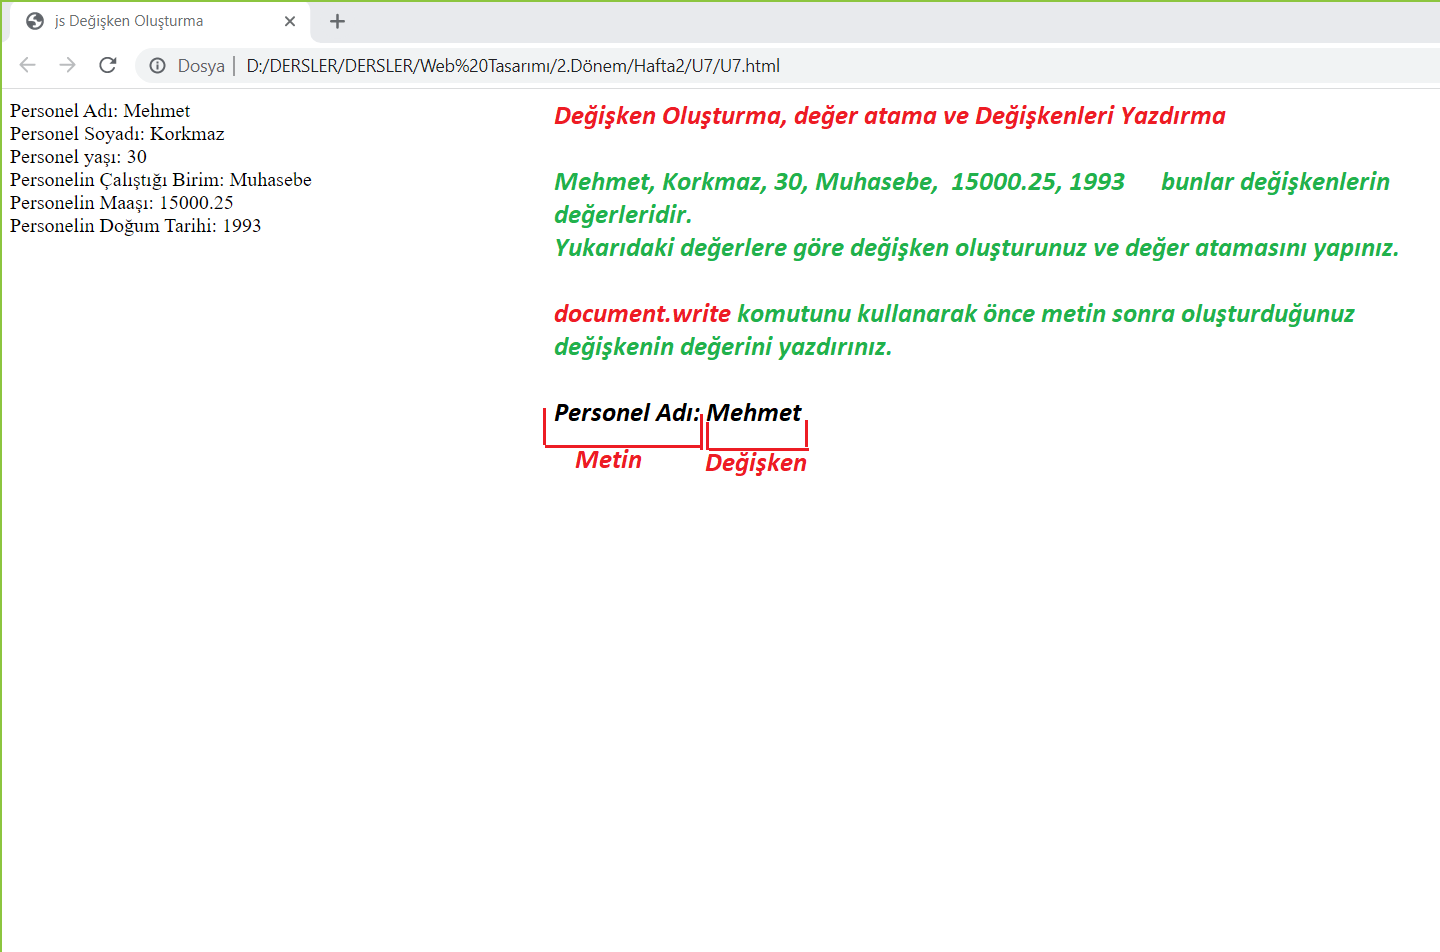 js Değişken Oluşturma
Dosya
D:/DERSLER/DERSLER/Web%20Tasarımı/2.Dönem/Hafta2/U7/U7.html
Personel Adı: Mehmet
Personel Soyadı: Korkmaz
Personel yaşı: 30
Personelin Çalıştığı Birim: Muhasebe
Personelin Maaşı: 15000.25
Personelin Doğum Tarihi: 1993
Değişken Oluşturma, değer atama ve Değişkenleri Yazdırma
Mehmet, Korkmaz, 30, Muhasebe, 15000.25, 1993 bunlar değişkenlerin
değerleridir.
Yukarıdaki değerlere göre değişken oluşturunuz ve değer atamasını yapınız.
document.write komutunu kullanarak önce metin sonra oluşturduğunuz
değişkenin değerini yazdırınız.
Personel Adı: Mehmet
Metin Değişken